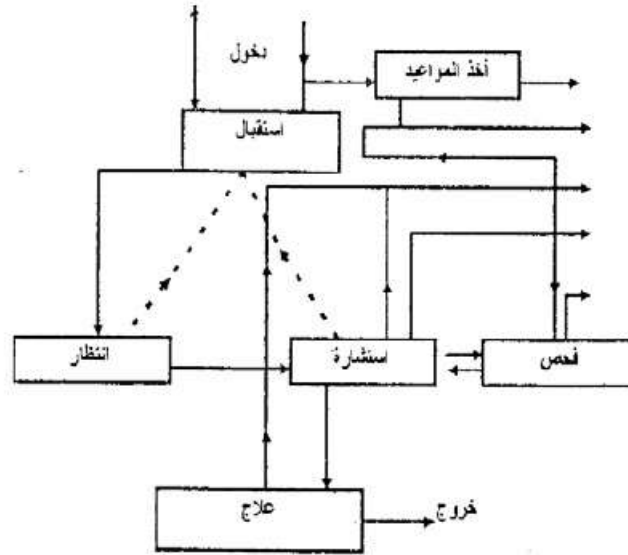 دخول
أخذ المواعيد
استقبال
انتظار
استشارة
فحص
علاج
خروج